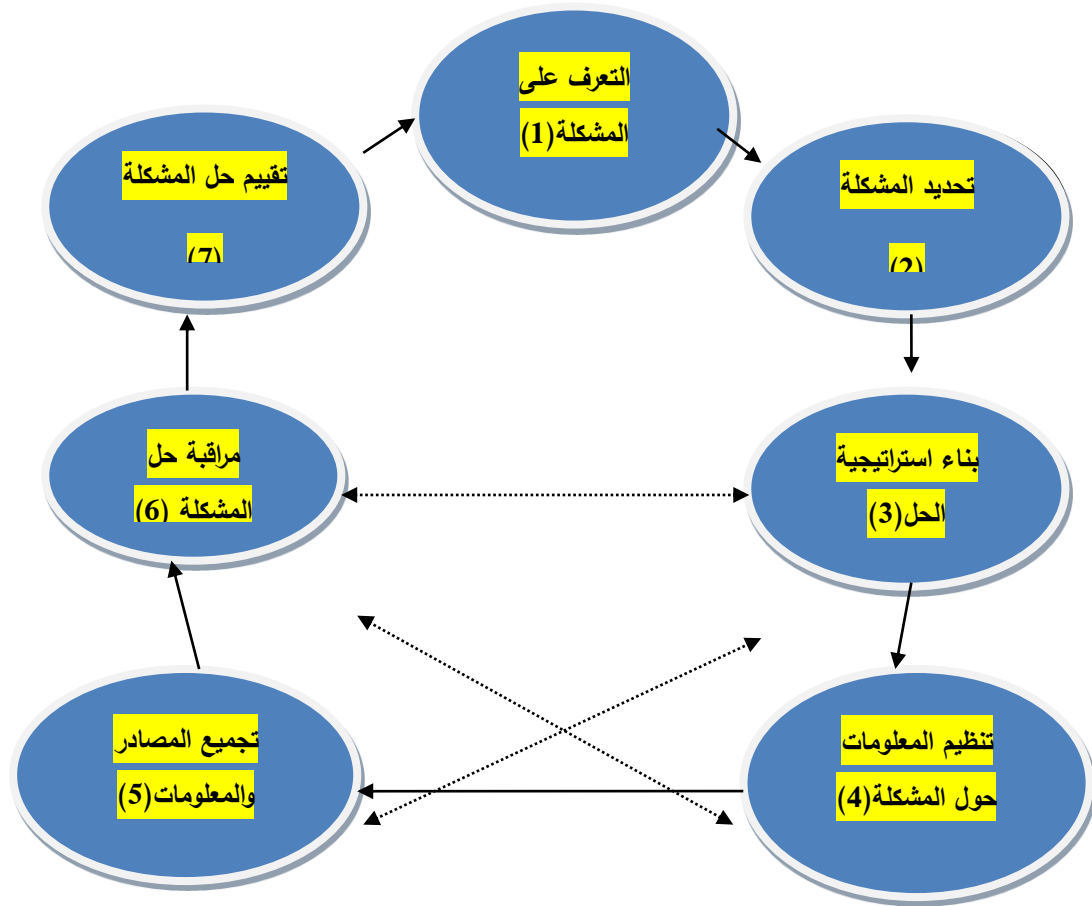 التعرف على
المشكلة(1)
تحديد المشكلة
(2)
بناء استراتيجية
الحل(3)
تنظيم المعلومات
حول المشكلة(4)
تجميع المصادر
والمعلومات(5)
مراقبة حل
المشكلة (6)
تقييم حل المشكلة
(7)